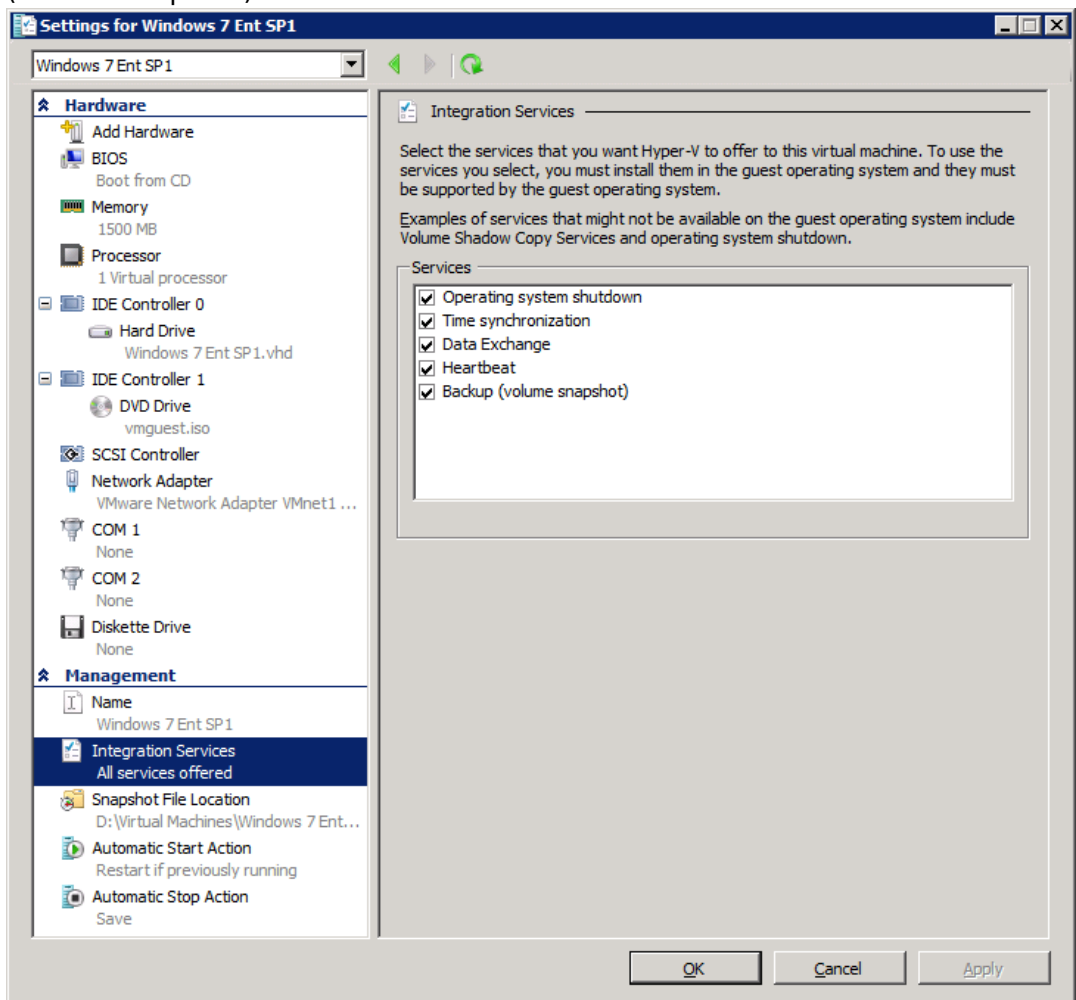 Settings for Windows 7 Ent SP1
Windows 7 Ent SP1
Hardware
Add Hardware
BIOS
Boot from CD
Memory
1500 MB
Processor
1 Virtual processor
IDE Controller 0
Hard Drive
Windows 7 Ent SP1.vhd
IDE Controller 1
DVD Drive
vmguest.iso
SCSI Controller
Network Adapter
VMware Network Adapter VMnet1 ...
COM 1
None
COM 2
None
Diskette Drive
None
Management
Name
Windows 7 Ent SP1
Integration Services
All services offered
Snapshot File Location
D:\Virtual Machines\Windows 7 Ent...
Automatic Start Action
Restart if previously running
Automatic Stop Action
Save
Integration Services
Select the services that you want Hyper-V to offer to this virtual machine. To use the
services you select, you must install them in the guest operating system and they must
be supported by the guest operating system.
Examples of services that might not be available on the guest operating system include
Volume Shadow Copy Services and operating system shutdown.
Services
Operating system shutdown
Time synchronization
Data Exchange
Heartbeat
Backup (volume snapshot)
OK
Cancel
Apply